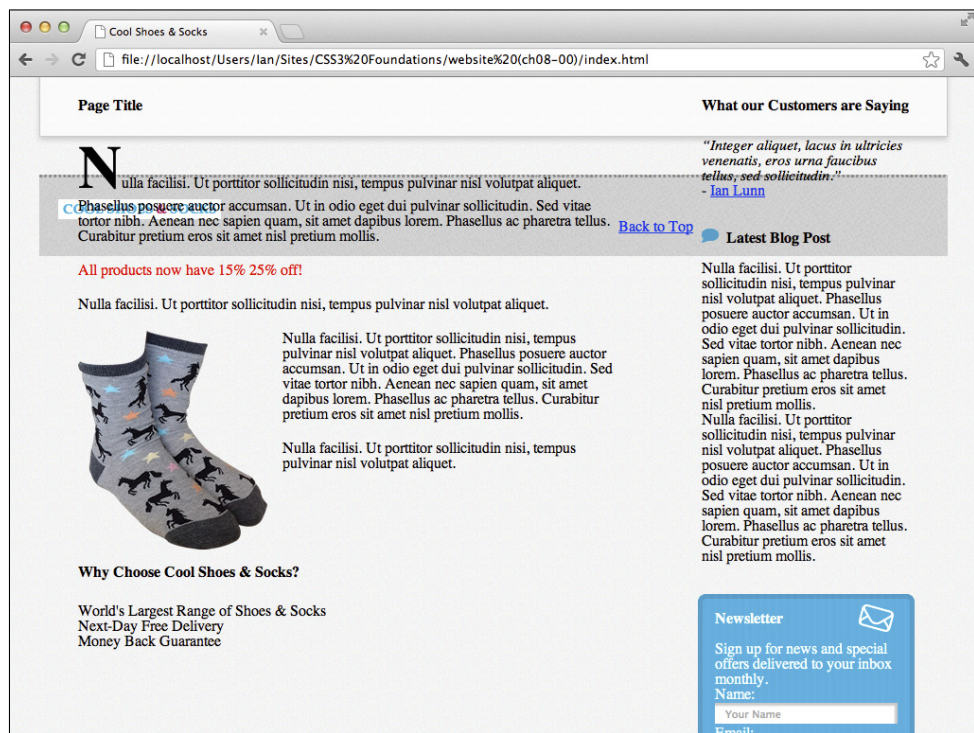 Cool Shoes & Socks
file://localhost/Users/Ian/Sites/CSS3%20Foundations/website%20(ch08-00)/index.html
Page Title
Nulla facilisi. Ut porttitor sollicitudin nisi, tempus pulvinar nisl volutpat aliquet.
COOL SHOES & SOCKS
Phasellus posuere auctor accumsan. Ut in odio eget dui pulvinar sollicitudin. Sed vitae
tortor nibh. Aenean nec sapien quam, sit amet dapibus lorem. Phasellus ac pharetra tellus.
Curabitur pretium eros sit amet nisl pretium mollis.
Back to Top
All products now have 15% 25% off!
Nulla facilisi. Ut porttitor sollicitudin nisi, tempus pulvinar nisl volutpat aliquet.
Nulla facilisi. Ut porttitor sollicitudin nisi, tempus
pulvinar nisl volutpat aliquet. Phasellus posuere auctor
accumsan. Ut in odio eget dui pulvinar sollicitudin. Sed
vitae tortor nibh. Aenean nec sapien quam, sit amet
dapibus lorem. Phasellus ac pharetra tellus. Curabitur
pretium eros sit amet nisl pretium mollis.
Nulla facilisi. Ut porttitor sollicitudin nisi, tempus
pulvinar nisl volutpat aliquet.
Why Choose Cool Shoes & Socks?
World's Largest Range of Shoes & Socks
Next-Day Free Delivery
Money Back Guarantee
What our Customers are Saying
“Integer aliquet, lacus in ultricies
venenatis, eros urna faucibus
tellus, sed sollicitudin.”
- Ian Lunn
Latest Blog Post
Nulla facilisi. Ut porttitor
sollicitudin nisi, tempus pulvinar
nisl volutpat aliquet. Phasellus
posuere auctor accumsan. Ut in
odio eget dui pulvinar sollicitudin.
Sed vitae tortor nibh. Aenean nec
sapien quam, sit amet dapibus
lorem. Phasellus ac pharetra tellus.
Curabitur pretium eros sit amet
nisl pretium mollis.
Nulla facilisi. Ut porttitor
sollicitudin nisi, tempus pulvinar
nisl volutpat aliquet. Phasellus
posuere auctor accumsan. Ut in
odio eget dui pulvinar sollicitudin.
Sed vitae tortor nibh. Aenean nec
sapien quam, sit amet dapibus
lorem. Phasellus ac pharetra tellus.
Curabitur pretium eros sit amet
nisl pretium mollis.
Newsletter
Sign up for news and special
offers delivered to your inbox
monthly.
Name:
Your Name
Email: